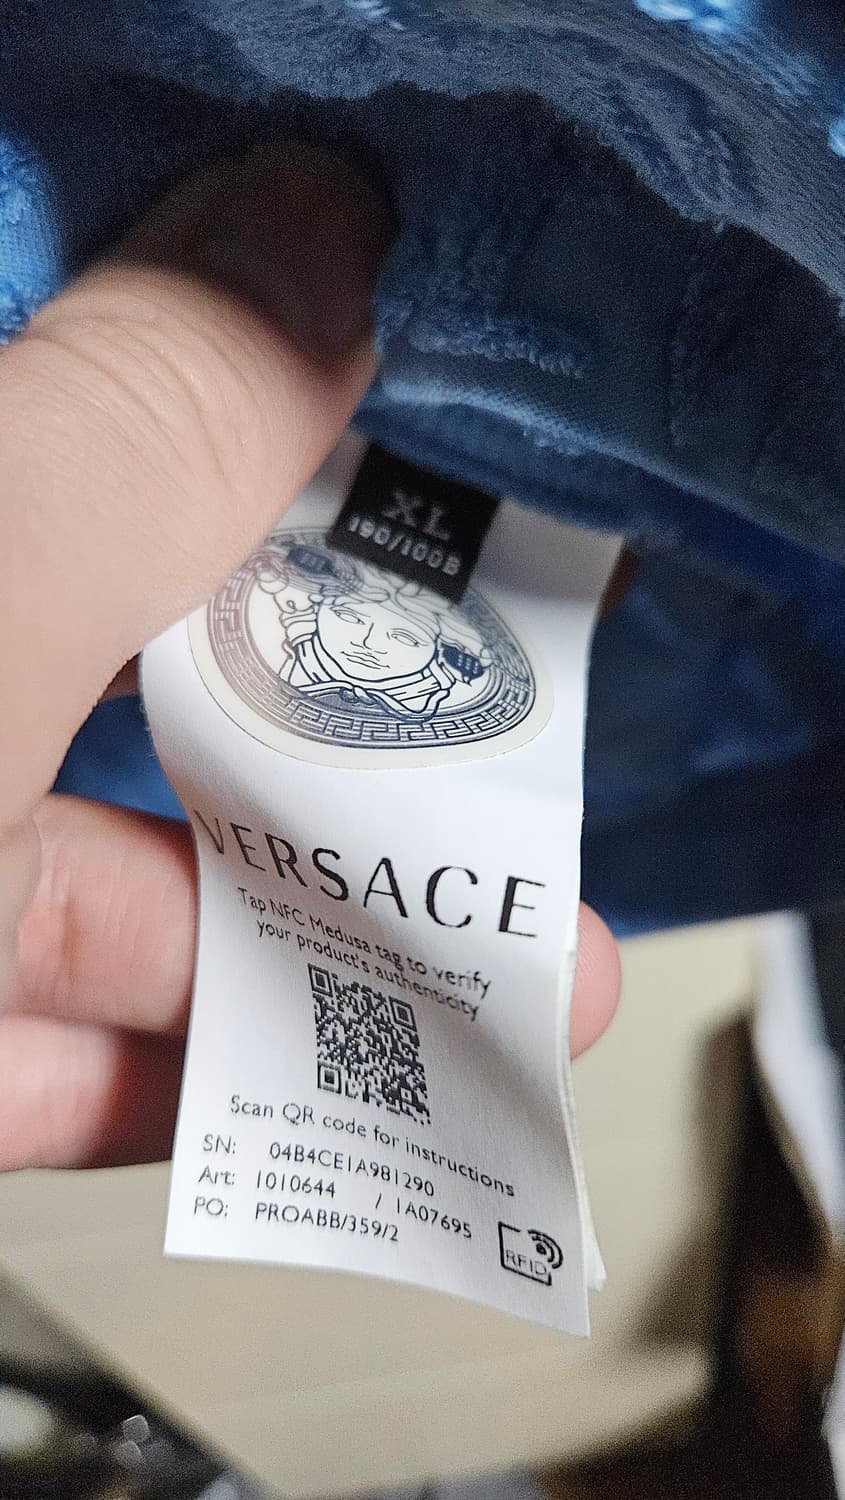 XL
190/100B
VERSACE
Tap NFC Medusa tag to verify
your product's authenticity
Scan QR code for instructions
SN: 04B4CE1A981290
Art: 1010644 / 1A07695
PO: PROABB/359/2
RFID